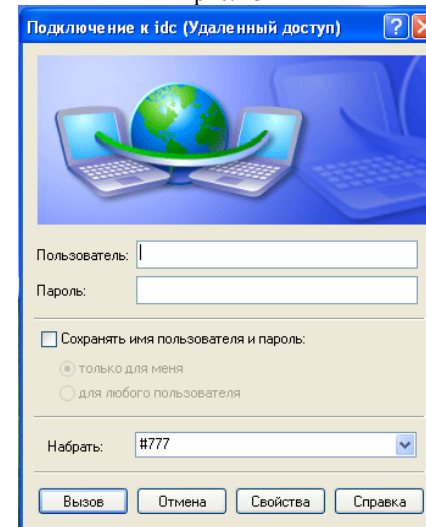 Подключение к idc (Удаленный доступ)
Пользователь:
Пароль:
Сохранять имя пользователя и пароль:
только для меня
для любого пользователя
Набрать: #777
Вызов Отмена Свойства Справка